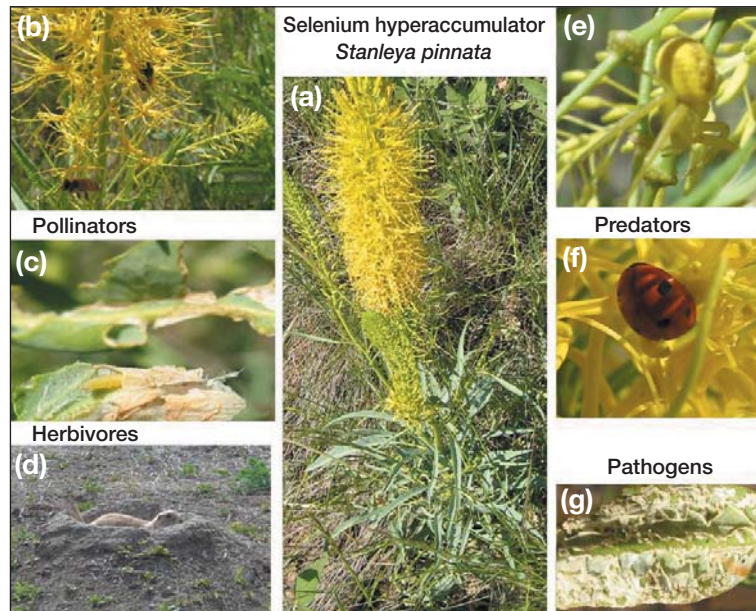 (b)
Selenium hyperaccumulator
Stanleya pinnata
(e)
(a)
Pollinators
Predators
(c)
(f)
Herbivores
(d)
Pathogens
(g)